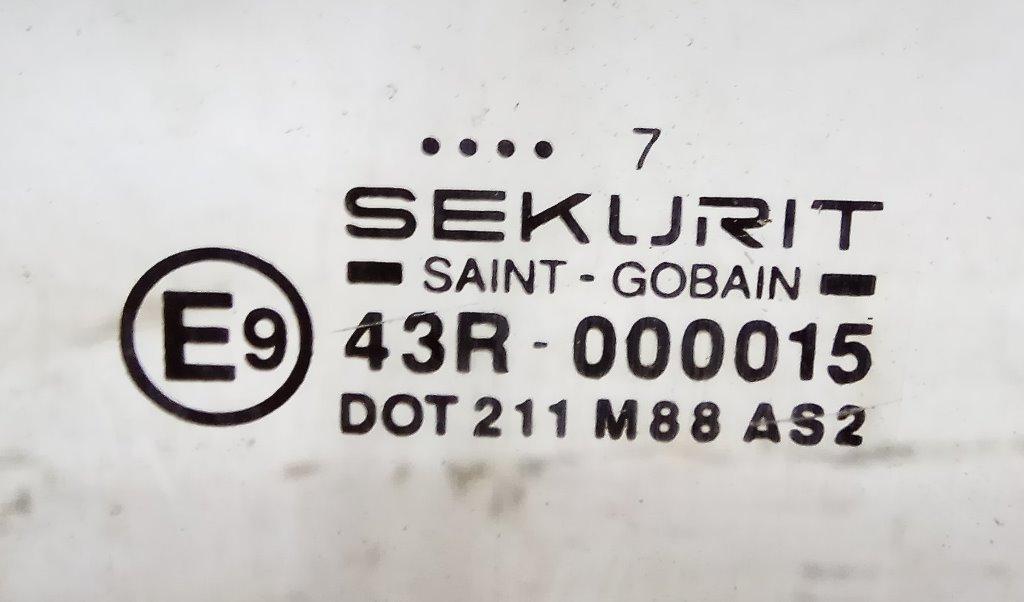 •••• 7
SEKURIT
SAINT - GOBAIN
E9
43R - 000015
DOT 211 M88 AS2